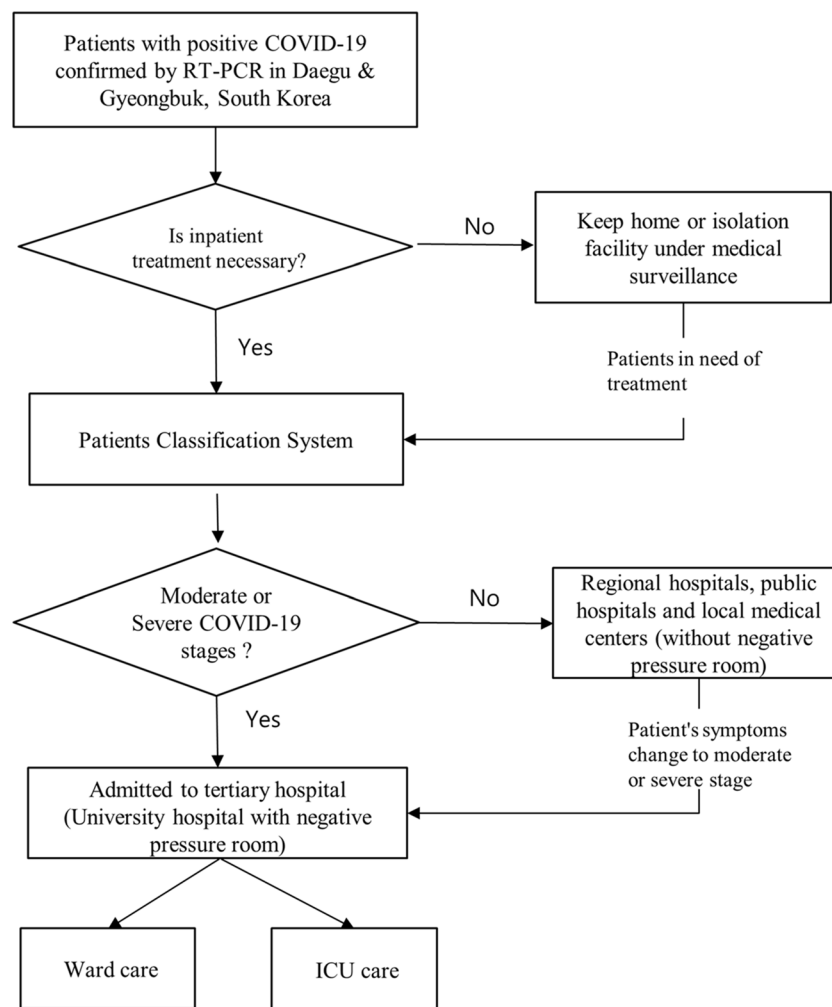 Patients with positive COVID-19
confirmed by RT-PCR in Daegu &
Gyeongbuk, South Korea
Is inpatient
treatment necessary?
No
Keep home or isolation
facility under medical
surveillance
Yes
Patients in need of
treatment
Patients Classification System
Moderate or
Severe COVID-19
stages ?
No
Regional hospitals, public
hospitals and local medical
centers (without negative
pressure room)
Yes
Patient's symptoms
change to moderate
or severe stage
Admitted to tertiary hospital
(University hospital with negative
pressure room)
Ward care
ICU care